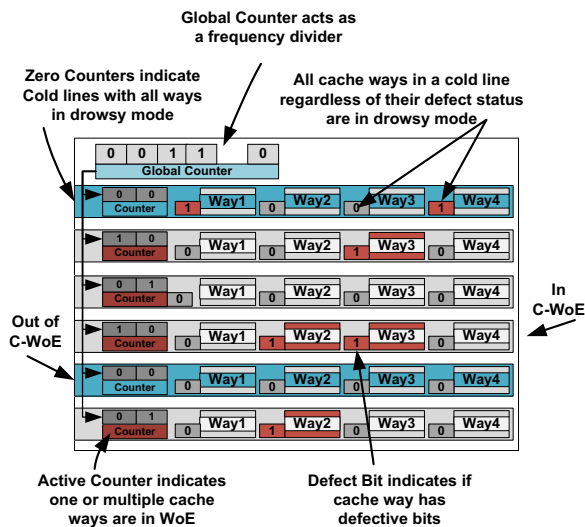 Global Counter acts as
a frequency divider
Zero Counters indicate
Cold lines with all ways
in drowsy mode
All cache ways in a cold line
regardless of their defect status
are in drowsy mode
0 0 1 1 0
Global Counter
0 0
Counter
1 Way1 0 Way2 0 Way3 1 Way4
1 0
Counter
0 Way1 0 Way2 1 Way3 0 Way4
0 1
Counter
0 Way1 0 Way2 0 Way3 0 Way4
In
C-WoE
Out of
C-WoE
1 0
Counter
0 Way1 1 Way2 1 Way3 0 Way4
0 0
Counter
0 Way1 0 Way2 0 Way3 0 Way4
0 1
Counter
0 Way1 1 Way2 0 Way3 0 Way4
Active Counter indicates
one or multiple cache
ways are in WoE
Defect Bit indicates if
cache way has
defective bits